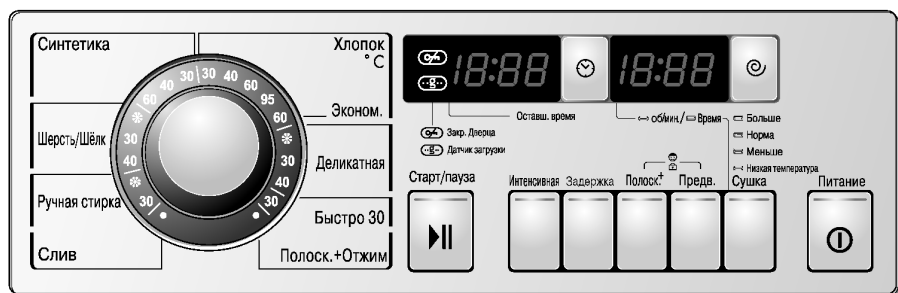 Синтетика
Хлопок
°C
Эконом.
Шерсть/Шёлк
Деликатная
Ручная стирка
Быстро 30
Слив
Полоск.+Отжим
30 30 40 60 95 60 30 30 40 30
40 60 30 40 30
18:88
18:88
Оставш. время
об/мин./ Время
Закр. Дверца
Датчик загрузки
Больше
Норма
Меньше
Низкая температура
Старт/пауза
Интенсивная
Задержка
Полоск.+
Предв.
Сушка
Питание